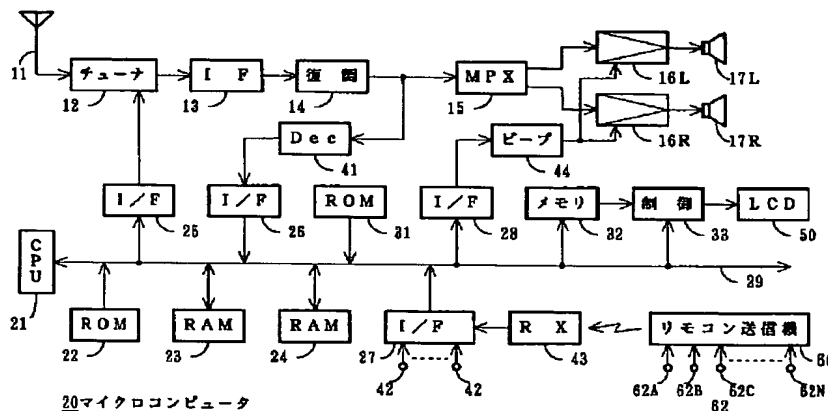 11
チューナ
12
I F
13
復調
14
MPX
15
16L
17L
16R
17R
Dec
41
ビープ
44
I/F
25
I/F
26
ROM
31
I/F
28
メモリ
32
制御
33
LCD
50
CPU
21
29
ROM
22
RAM
23
RAM
24
I/F
27
RX
43
リモコン送信機
42
42
62A
62B
62C
62N
62
20マイクロコンピュータ